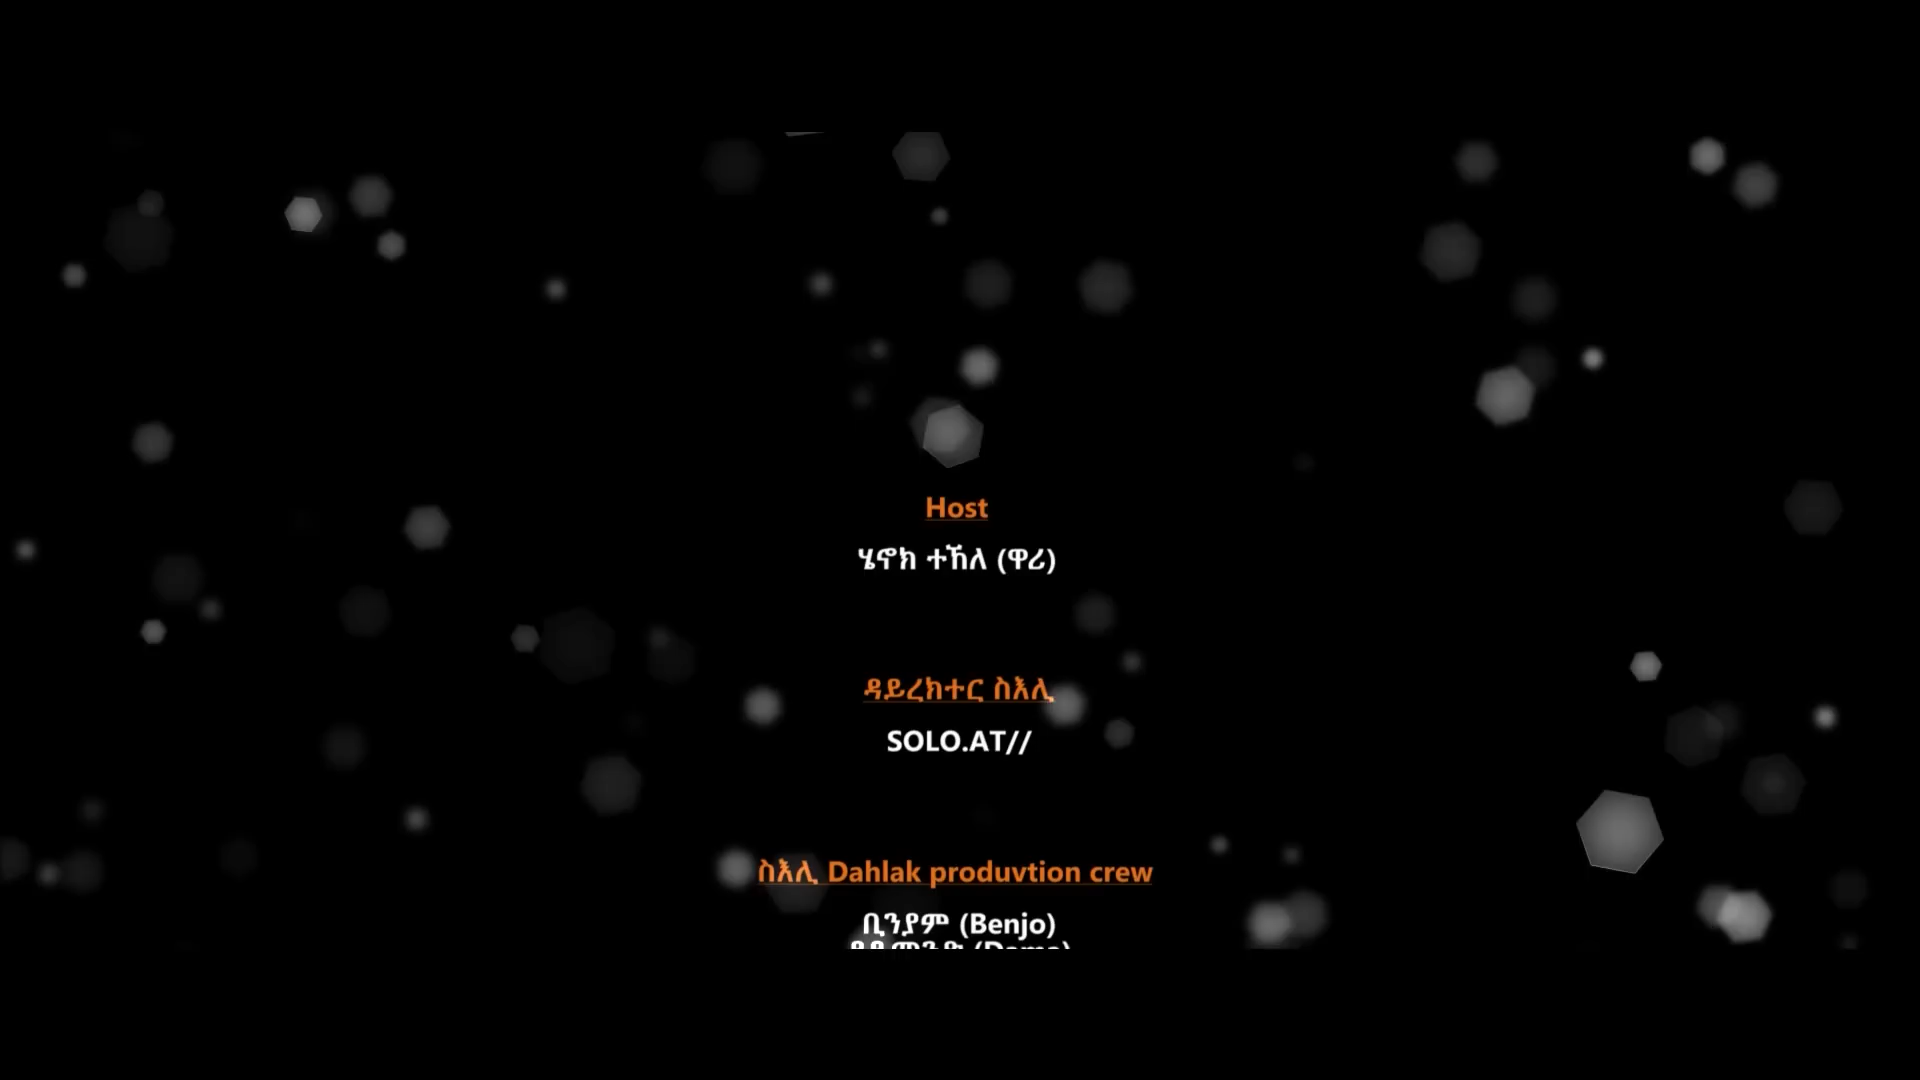 Host
ሄኖክ ተኸለ (ዋሪ)
ዳይረክተር ስእሊ
SOLO.AT//
ስእሊ Dahlak produvtion crew
ቢንያም (Benjo)